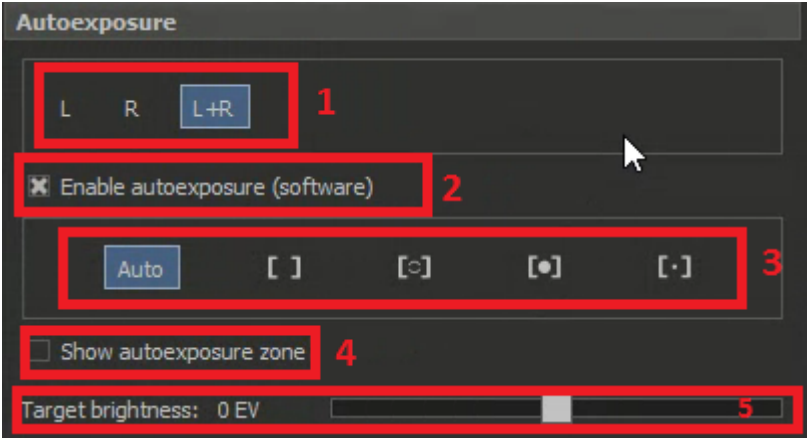 Autoexposure
L R L+R 1
Enable autoexposure (software) 2
Auto [ ] [○] [●] [·] 3
Show autoexposure zone 4
Target brightness: 0 EV 5